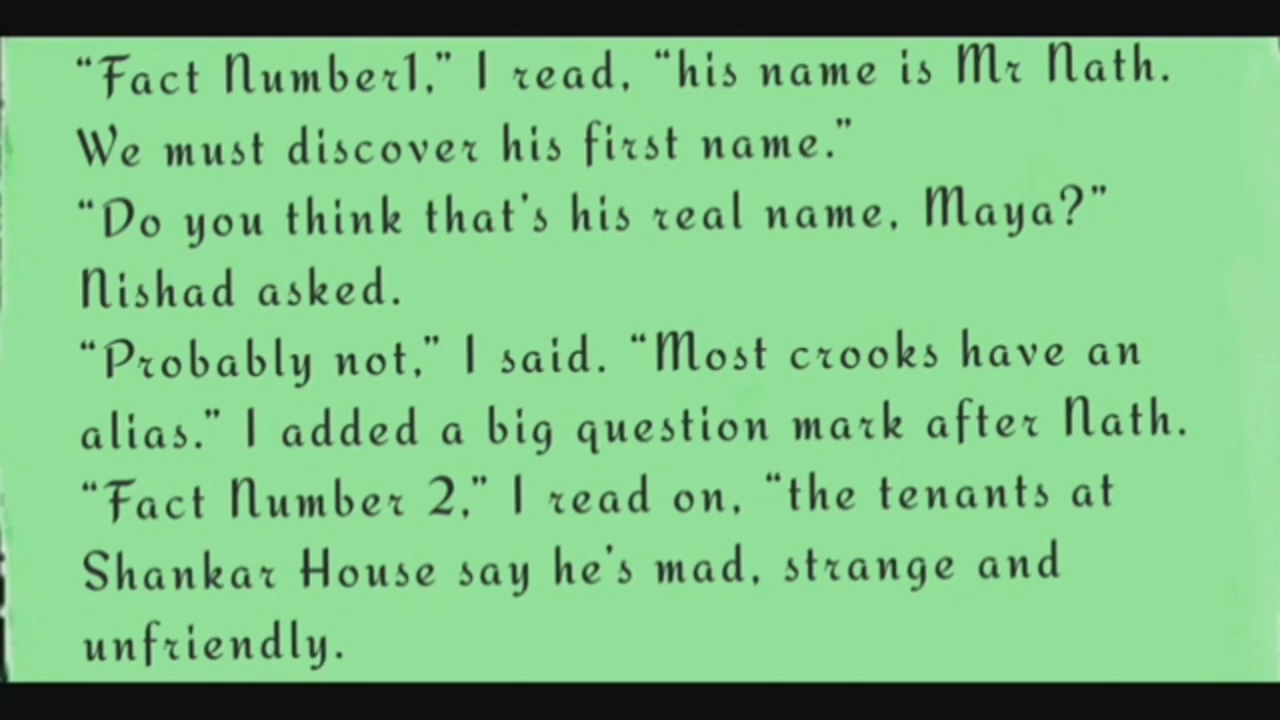 “Fact Number1,” I read, “his name is Mr Nath.
We must discover his first name.”
“Do you think that's his real name, Maya?”
Nishad asked.
“Probably not,” I said. “Most crooks have an
alias.” I added a big question mark after Nath.
“Fact Number 2,” I read on, “the tenants at
Shankar House say he's mad, strange and
unfriendly.